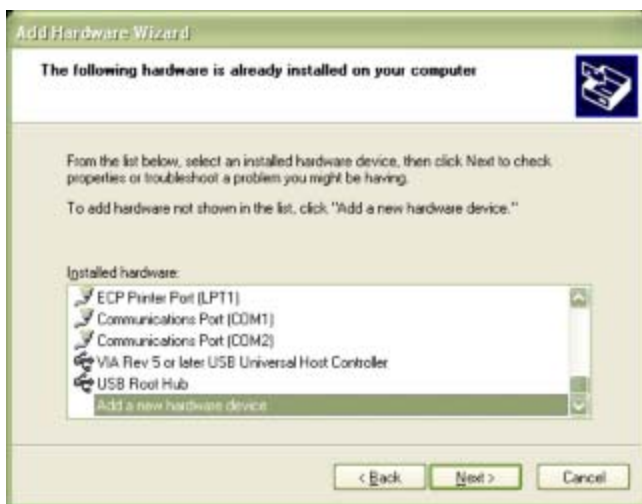 Add Hardware Wizard
The following hardware is already installed on your computer
From the list below, select an installed hardware device, then click Next to check
properties or troubleshoot a problem you might be having.
To add hardware not shown in the list, click "Add a new hardware device."
Installed hardware:
ECP Printer Port (LPT1)
Communications Port (COM1)
Communications Port (COM2)
VIA Rev 5 or later USB Universal Host Controller
USB Root Hub
Add a new hardware device
< Back
Next >
Cancel